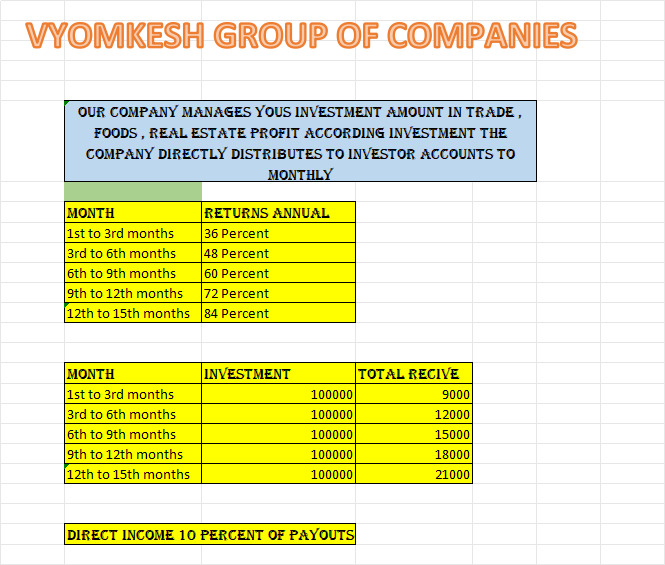 VYOMKESH GROUP OF COMPANIES
OUR COMPANY MANAGES YOUS INVESTMENT AMOUNT IN TRADE ,
FOODS , REAL ESTATE PROFIT ACCORDING INVESTMENT THE
COMPANY DIRECTLY DISTRIBUTES TO INVESTOR ACCOUNTS TO
MONTHLY
MONTH RETURNS ANNUAL
1st to 3rd months 36 Percent
3rd to 6th months 48 Percent
6th to 9th months 60 Percent
9th to 12th months 72 Percent
12th to 15th months 84 Percent
MONTH INVESTMENT TOTAL RECIVE
1st to 3rd months 100000 9000
3rd to 6th months 100000 12000
6th to 9th months 100000 15000
9th to 12th months 100000 18000
12th to 15th months 100000 21000
DIRECT INCOME 10 PERCENT OF PAYOUTS